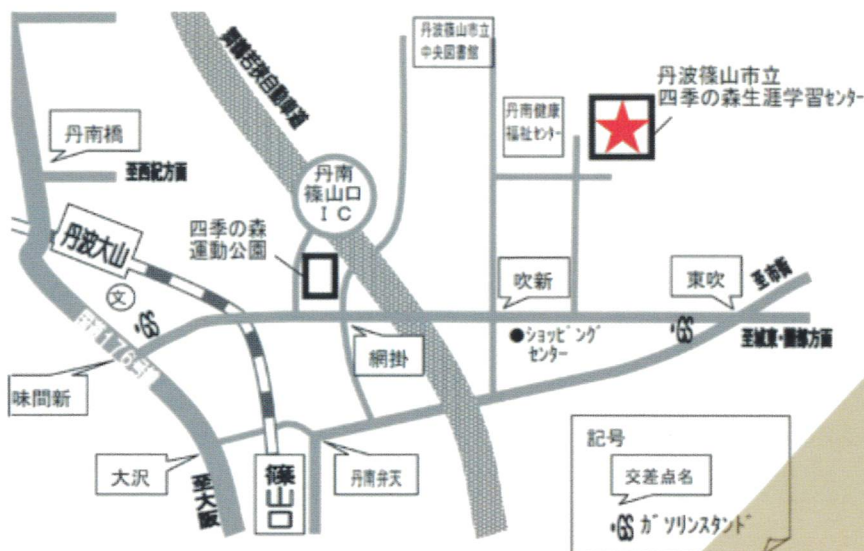 丹波篠山市立
中央図書館
舞鶴若狭自動車道
丹波篠山市立
四季の森生涯学習センター
丹南健康
福祉センター
丹南橋
至西紀方面
丹南
篠山口
IC
四季の森
運動公園
丹波大山
文
・GS
国道176号線
吹新
東吹
至市街
・GS
至城東・園部方面
●ショッピング
センター
網掛
味間新
大沢
至大阪
篠山口
丹南弁天
記号
交差点名
・GS ガソリンスタンド